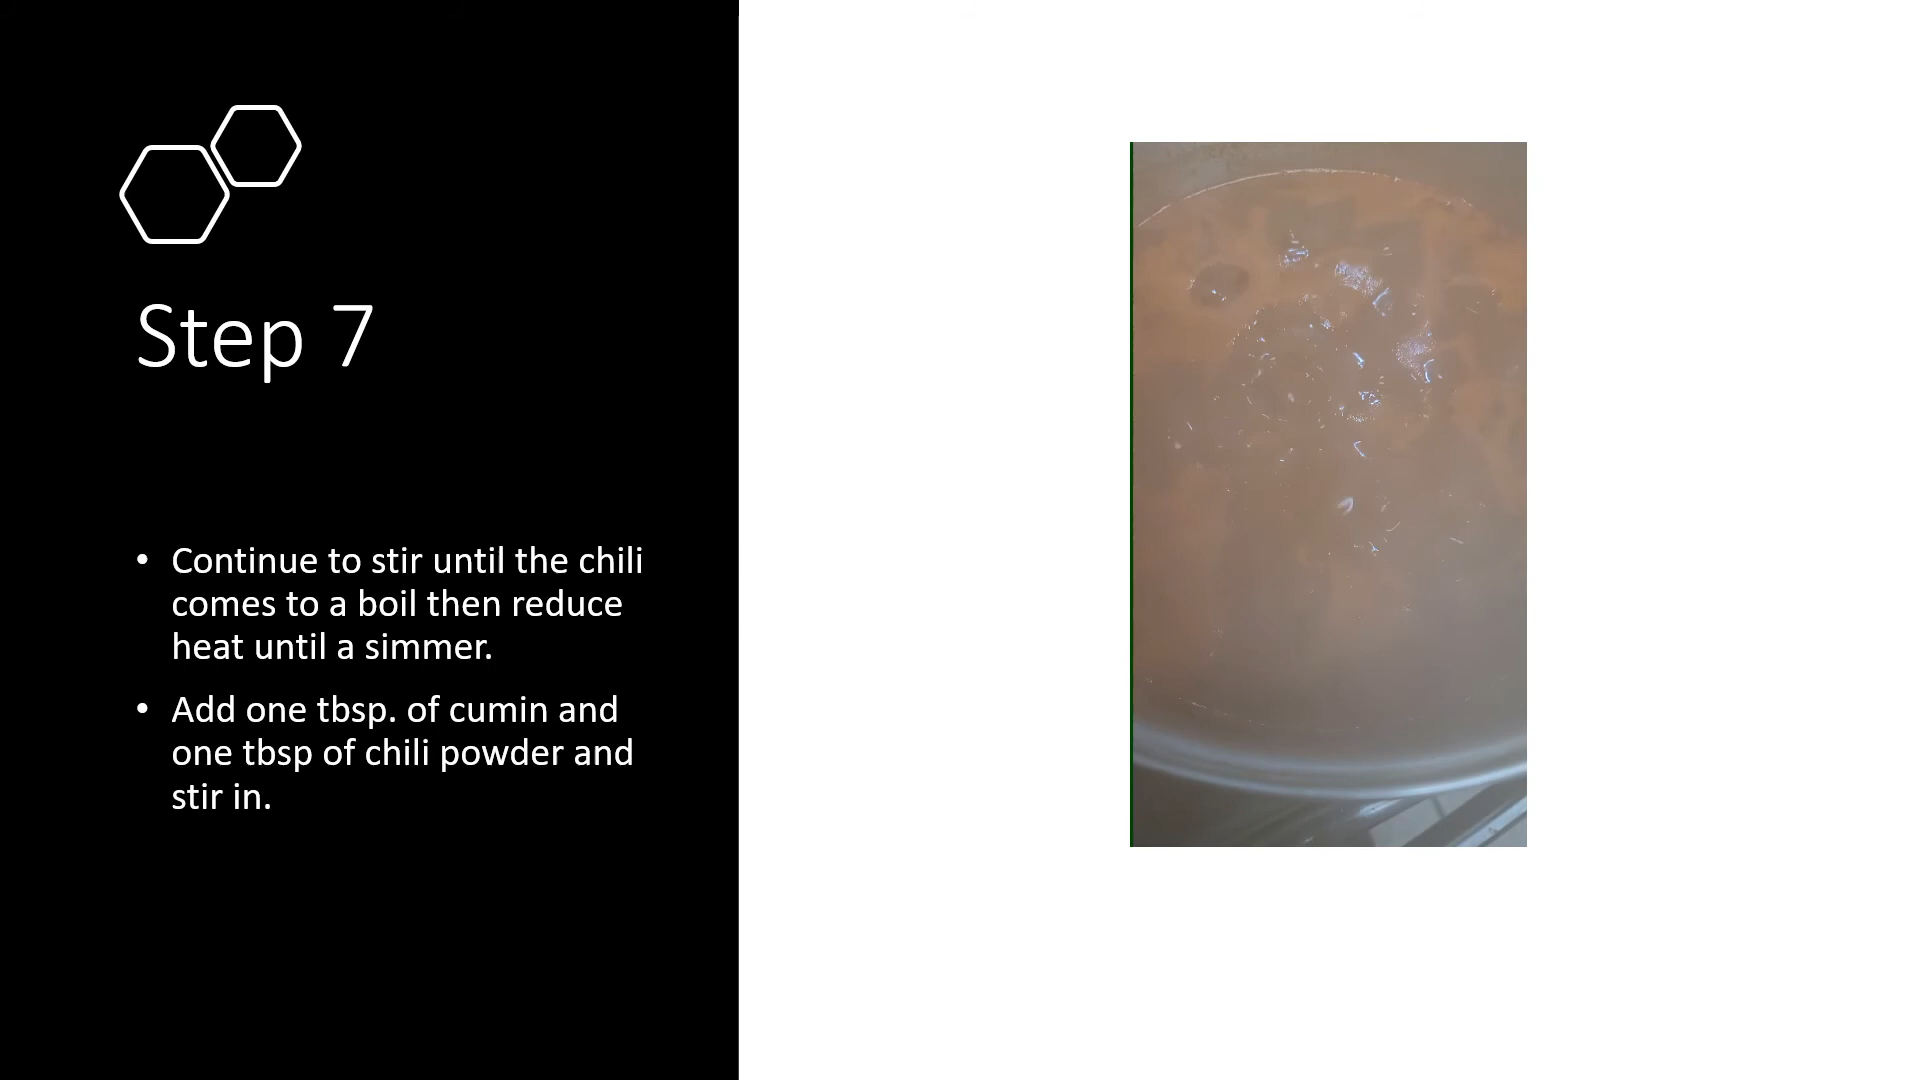 Step 7
• Continue to stir until the chili
comes to a boil then reduce
heat until a simmer.
• Add one tbsp. of cumin and
one tbsp of chili powder and
stir in.